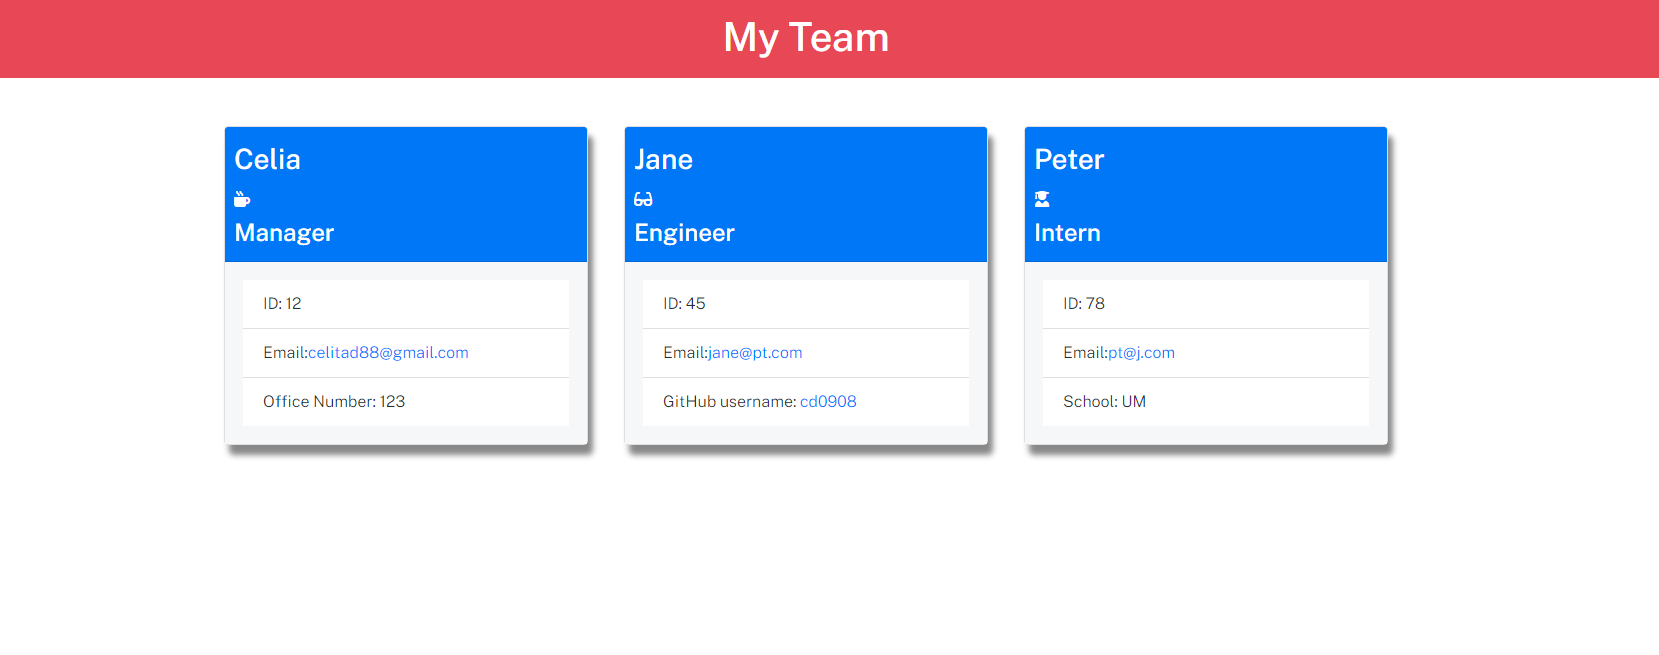 My Team
Celia
Manager
ID: 12
Email:celitad88@gmail.com
Office Number: 123
Jane
Engineer
ID: 45
Email:jane@pt.com
GitHub username: cd0908
Peter
Intern
ID: 78
Email:pt@j.com
School: UM